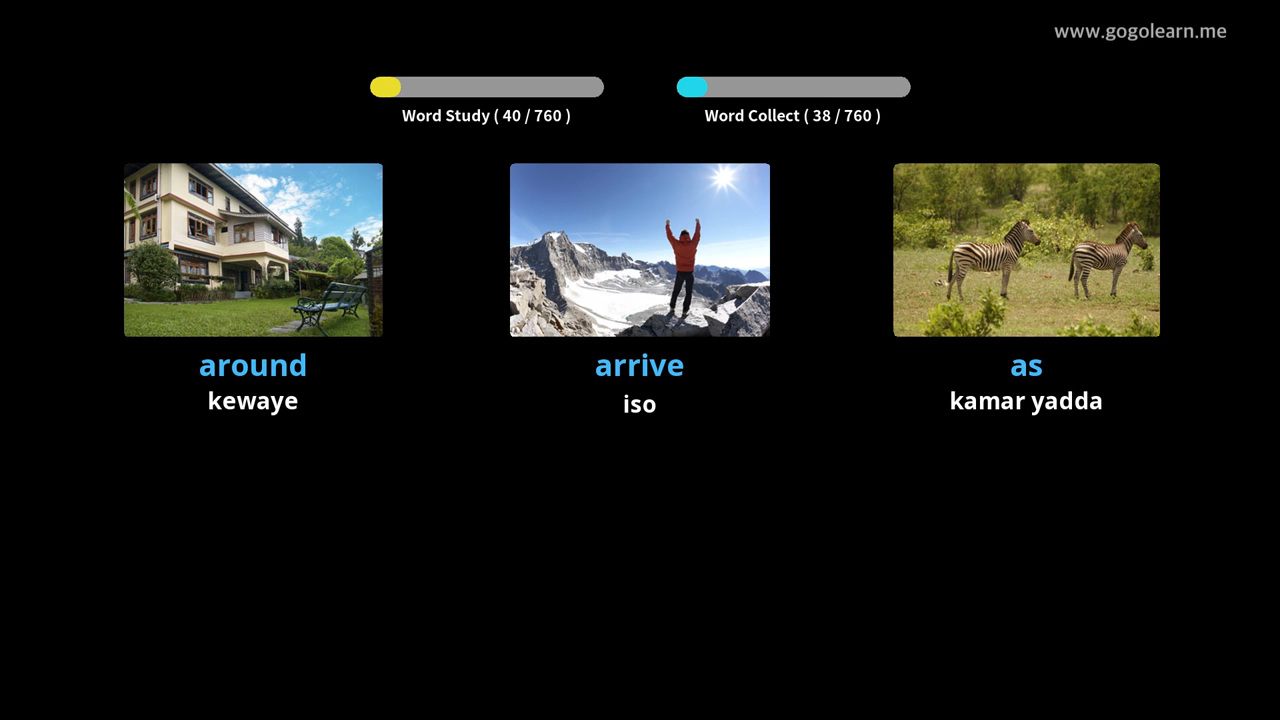 www.gogolearn.me
Word Study ( 40 / 760 )
Word Collect ( 38 / 760 )
around
kewaye
arrive
iso
as
kamar yadda